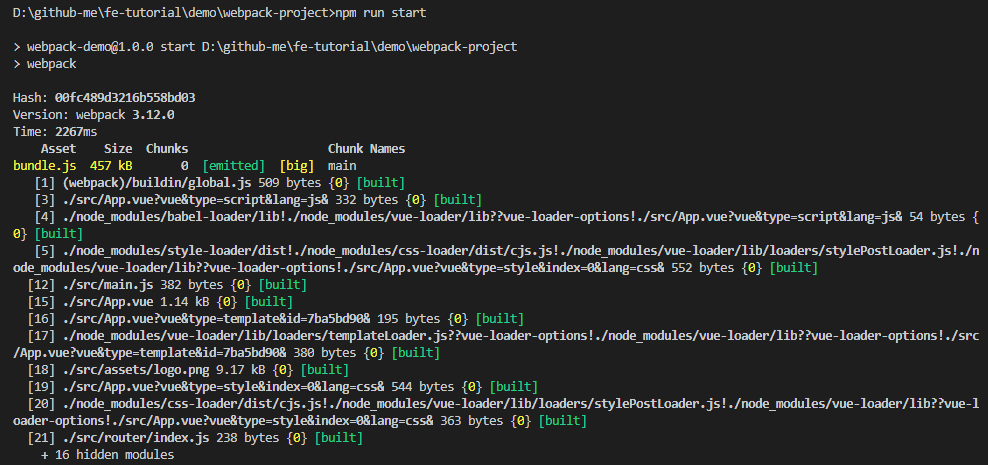 D:\github-me\fe-tutorial\demo\webpack-project>npm run start
> webpack-demo@1.0.0 start D:\github-me\fe-tutorial\demo\webpack-project
> webpack
Hash: 00fc489d3216b558bd03
Version: webpack 3.12.0
Time: 2267ms
    Asset    Size  Chunks                    Chunk Names
bundle.js  457 kB       0  [emitted]  [big]  main
   [1] (webpack)/buildin/global.js 509 bytes {0} [built]
   [3] ./src/App.vue?vue&type=script&lang=js& 332 bytes {0} [built]
   [4] ./node_modules/babel-loader/lib!./node_modules/vue-loader/lib??vue-loader-options!./src/App.vue?vue&type=script&lang=js& 54 bytes {
0} [built]
   [5] ./node_modules/style-loader/dist!./node_modules/css-loader/dist/cjs.js!./node_modules/vue-loader/lib/loaders/stylePostLoader.js!./n
ode_modules/vue-loader/lib??vue-loader-options!./src/App.vue?vue&type=style&index=0&lang=css& 552 bytes {0} [built]
  [12] ./src/main.js 382 bytes {0} [built]
  [15] ./src/App.vue 1.14 kB {0} [built]
  [16] ./src/App.vue?vue&type=template&id=7ba5bd90& 195 bytes {0} [built]
  [17] ./node_modules/vue-loader/lib/loaders/templateLoader.js??vue-loader-options!./node_modules/vue-loader/lib??vue-loader-options!./src
/App.vue?vue&type=template&id=7ba5bd90& 380 bytes {0} [built]
  [18] ./src/assets/logo.png 9.17 kB {0} [built]
  [19] ./src/App.vue?vue&type=style&index=0&lang=css& 544 bytes {0} [built]
  [20] ./node_modules/css-loader/dist/cjs.js!./node_modules/vue-loader/lib/loaders/stylePostLoader.js!./node_modules/vue-loader/lib??vue-l
oader-options!./src/App.vue?vue&type=style&index=0&lang=css& 363 bytes {0} [built]
  [21] ./src/router/index.js 238 bytes {0} [built]
    + 16 hidden modules